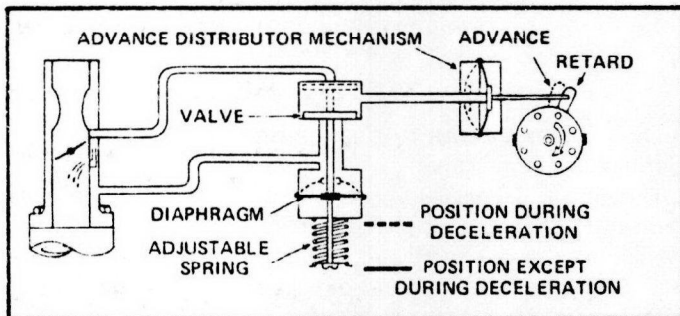 ADVANCE DISTRIBUTOR MECHANISM
ADVANCE
RETARD
VALVE
DIAPHRAGM
ADJUSTABLE
SPRING
POSITION DURING
DECELERATION
POSITION EXCEPT
DURING DECELERATION